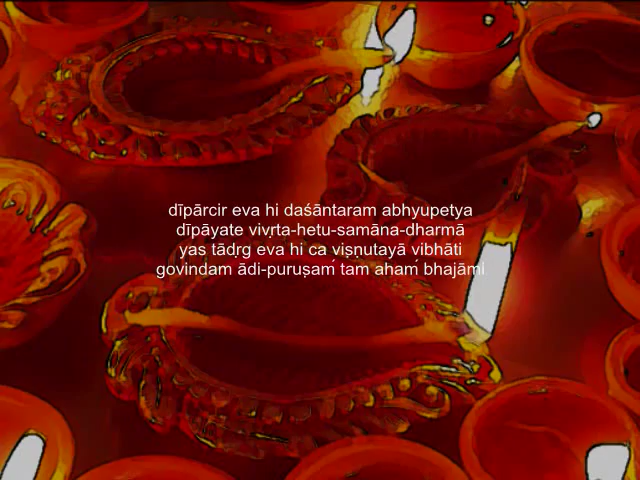 dīpārcir eva hi daśāntaram abhyupetya
dīpāyate vivṛta-hetu-samāna-dharmā
yas tādṛg eva hi ca viṣṇutayā vibhāti
govindam ādi-puruṣaṁ tam ahaṁ bhajāmi